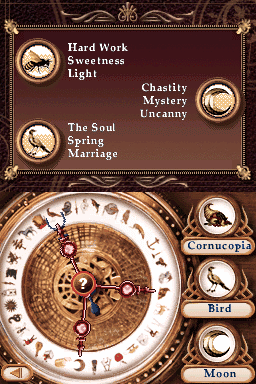 Hard Work
Sweetness
Light
Chastity
Mystery
Uncanny
The Soul
Spring
Marriage
?
Cornucopia
Bird
Moon